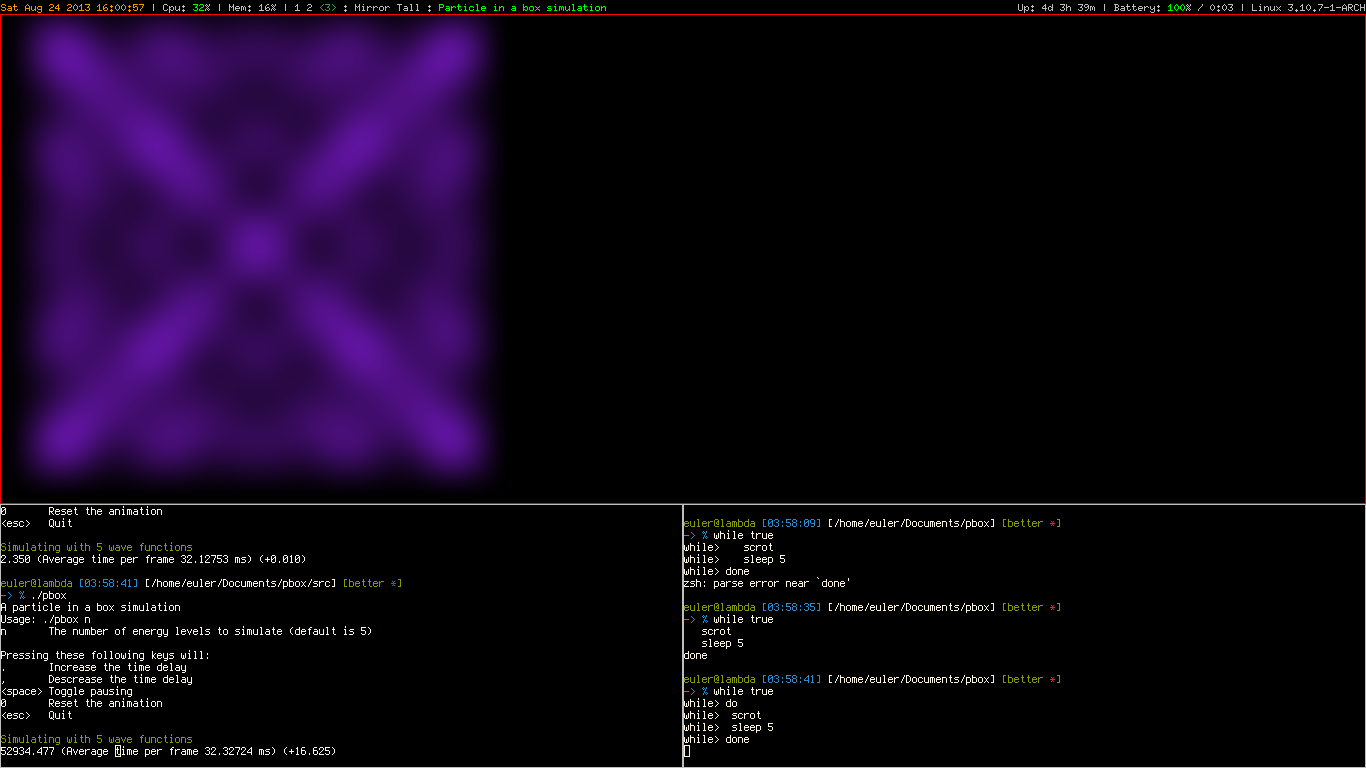 Sat Aug 24 2013 16:00:57 | Cpu: 32% | Mem: 16% | 1 2 <3> : Mirror Tall : Particle in a box simulation
Up: 4d 3h 39m | Battery: 100% / 0:03 | Linux 3.10.7-1-ARCH
0 Reset the animation
<esc> Quit
Simulating with 5 wave functions
2.350 (Average time per frame 32.12753 ms) (+0.010)
euler@lambda [03:58:41] [/home/euler/Documents/pbox/src] [better *]
-> % ./pbox
A particle in a box simulation
Usage: ./pbox n
n The number of energy levels to simulate (default is 5)
Pressing these following keys will:
. Increase the time delay
, Descrease the time delay
<space> Toggle pausing
0 Reset the animation
<esc> Quit
Simulating with 5 wave functions
52934.477 (Average time per frame 32.32724 ms) (+16.625)
euler@lambda [03:58:09] [/home/euler/Documents/pbox] [better *]
-> % while true
while> scrot
while> sleep 5
while> done
zsh: parse error near `done'
euler@lambda [03:58:35] [/home/euler/Documents/pbox] [better *]
-> % while true
scrot
sleep 5
done
euler@lambda [03:58:41] [/home/euler/Documents/pbox] [better *]
-> % while true
while> do
while> scrot
while> sleep 5
while> done